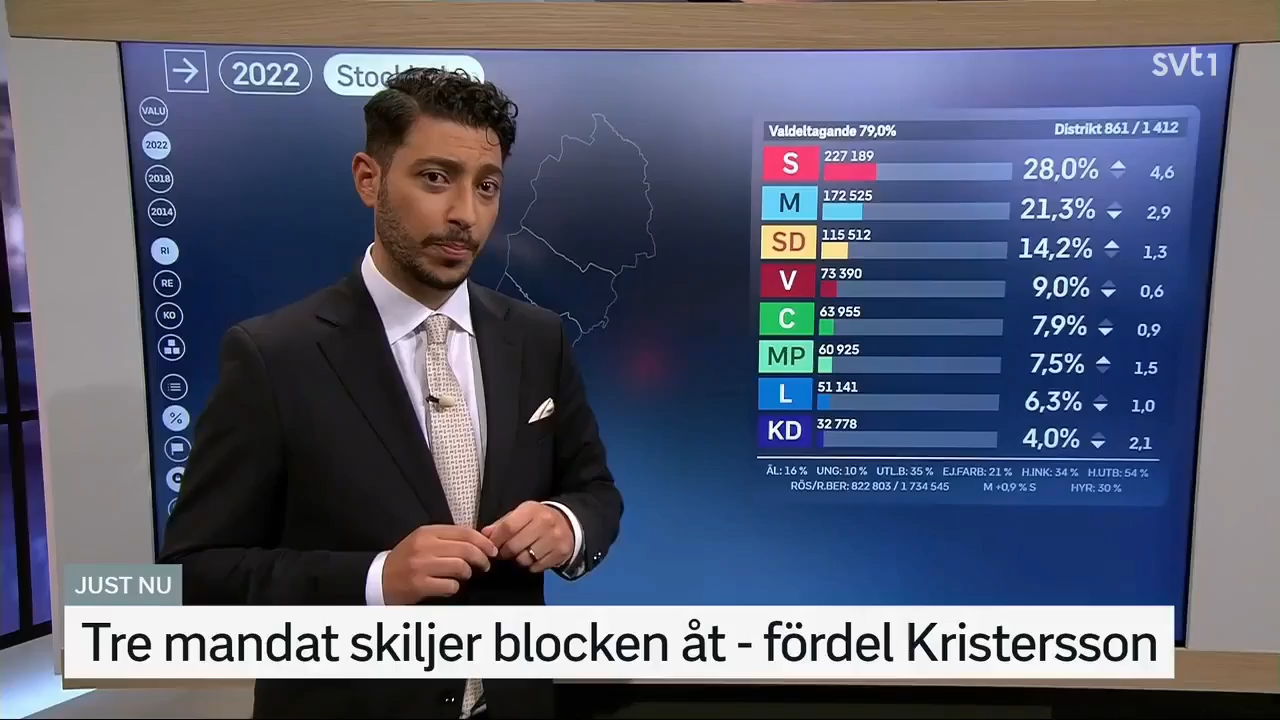 svt1
2022
VALU
2022
2018
2014
RI
RE
KO
%
Valdeltagande 79,0% Distrikt 861 / 1 412
S 227 189 28,0% 4,6
M 172 525 21,3% 2,9
SD 115 512 14,2% 1,3
V 73 390 9,0% 0,6
C 63 955 7,9% 0,9
MP 60 925 7,5% 1,5
L 51 141 6,3% 1,0
KD 32 778 4,0% 2,1
ÄL: 16 % UNG: 10 % UTL.B: 35 % EJ.FARB: 21 % H.INK: 34 % H.UTB: 54 %
RÖS/R.BER: 822 803 / 1 734 545 M +0,9 % S HYR: 30 %
JUST NU
Tre mandat skiljer blocken åt - fördel Kristersson